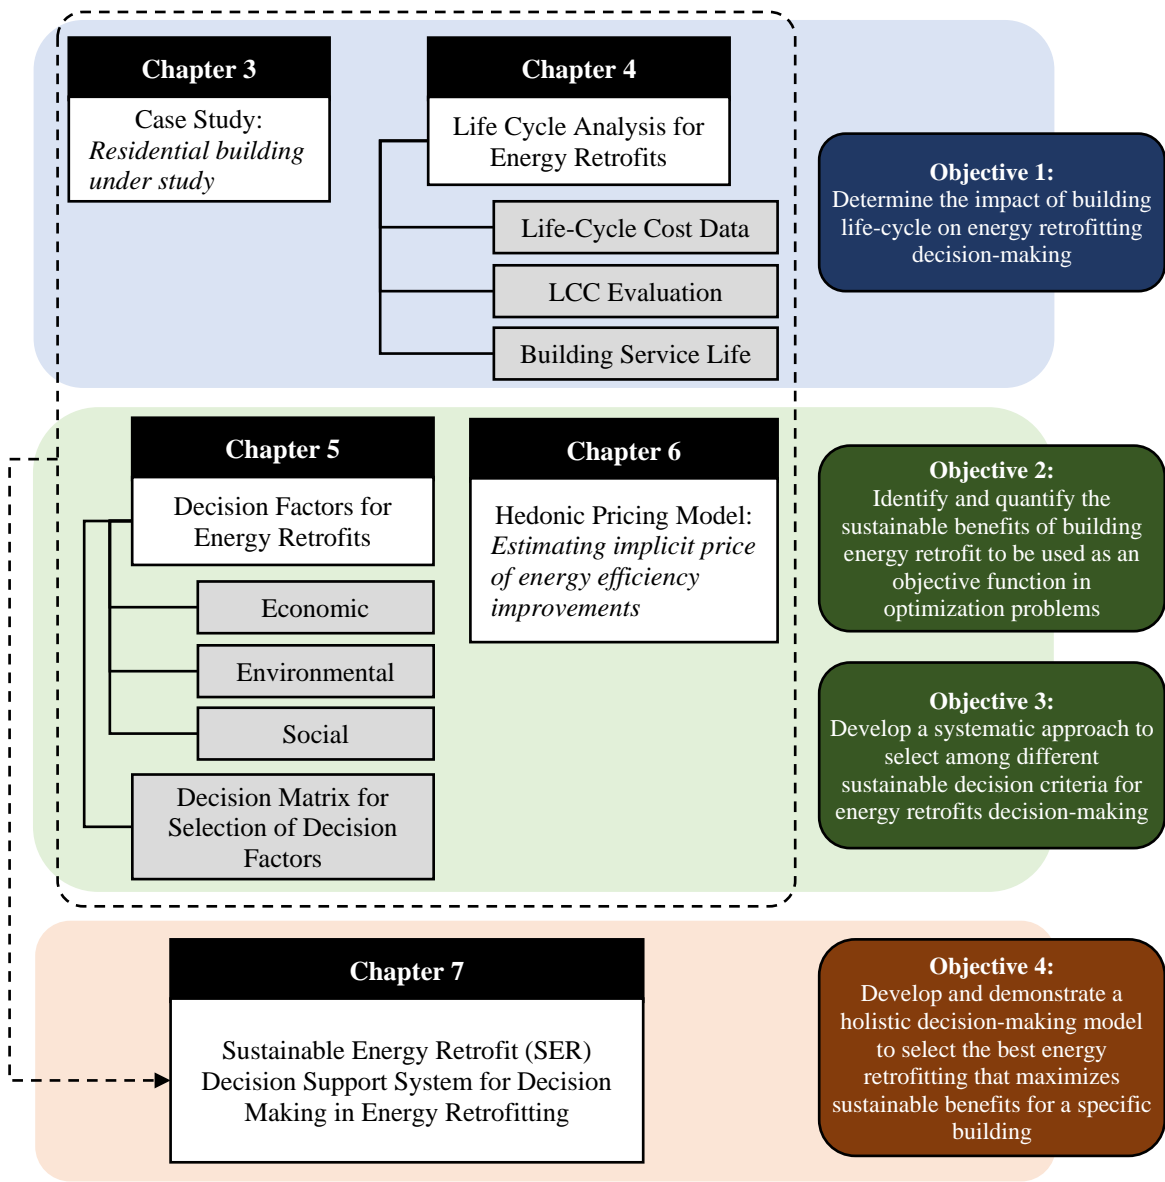 Chapter 3
Case Study:
Residential building
under study
Chapter 4
Life Cycle Analysis for
Energy Retrofits
Life-Cycle Cost Data
LCC Evaluation
Building Service Life
Objective 1:
Determine the impact of building
life-cycle on energy retrofitting
decision-making
Chapter 5
Decision Factors for
Energy Retrofits
Economic
Environmental
Social
Decision Matrix for
Selection of Decision
Factors
Chapter 6
Hedonic Pricing Model:
Estimating implicit price
of energy efficiency
improvements
Objective 2:
Identify and quantify the
sustainable benefits of building
energy retrofit to be used as an
objective function in
optimization problems
Objective 3:
Develop a systematic approach to
select among different
sustainable decision criteria for
energy retrofits decision-making
Chapter 7
Sustainable Energy Retrofit (SER)
Decision Support System for Decision
Making in Energy Retrofitting
Objective 4:
Develop and demonstrate a
holistic decision-making model
to select the best energy
retrofitting that maximizes
sustainable benefits for a specific
building